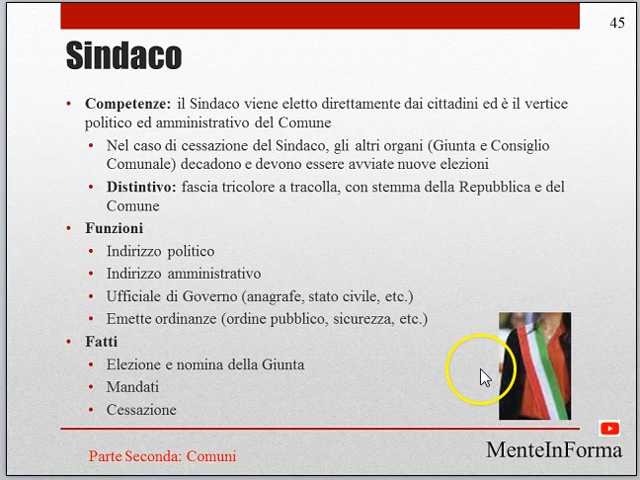 45
Sindaco
• Competenze: il Sindaco viene eletto direttamente dai cittadini ed è il vertice
politico ed amministrativo del Comune
• Nel caso di cessazione del Sindaco, gli altri organi (Giunta e Consiglio
Comunale) decadono e devono essere avviate nuove elezioni
• Distintivo: fascia tricolore a tracolla, con stemma della Repubblica e del
Comune
• Funzioni
• Indirizzo politico
• Indirizzo amministrativo
• Ufficiale di Governo (anagrafe, stato civile, etc.)
• Emette ordinanze (ordine pubblico, sicurezza, etc.)
• Fatti
• Elezione e nomina della Giunta
• Mandati
• Cessazione
Parte Seconda: Comuni
MenteInForma